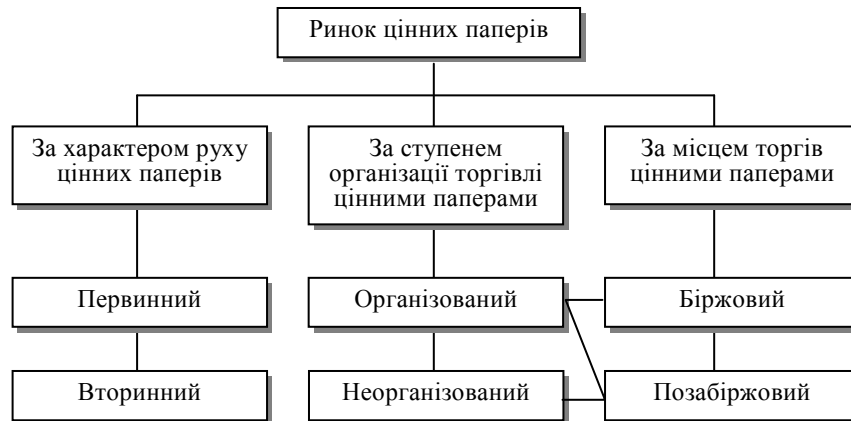 Ринок цінних паперів
За характером руху
цінних паперів
За ступенем
організації торгівлі
цінними паперами
За місцем торгів
цінними паперами
Первинний
Організований
Біржовий
Вторинний
Неорганізований
Позабіржовий